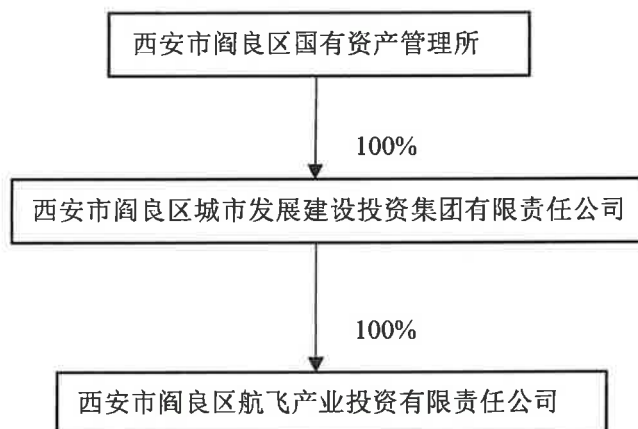 西安市阎良区国有资产管理所
100%
西安市阎良区城市发展建设投资集团有限责任公司
100%
西安市阎良区航飞产业投资有限责任公司